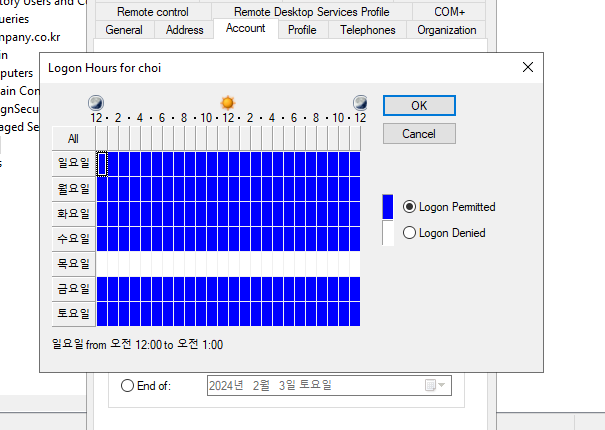 tory Users and Co
ueries
npany.co.kr
in
puters
ain Con
ignSecu
aged Se
s
Remote control Remote Desktop Services Profile COM+
General Address Account Profile Telephones Organization
Logon Hours for choi
12 · 2 · 4 · 6 · 8 · 10 · 12 · 2 · 4 · 6 · 8 · 10 · 12
All
일요일
월요일
화요일
수요일
목요일
금요일
토요일
OK
Cancel
Logon Permitted
Logon Denied
일요일 from 오전 12:00 to 오전 1:00
End of: 2024년 2월 3일 토요일